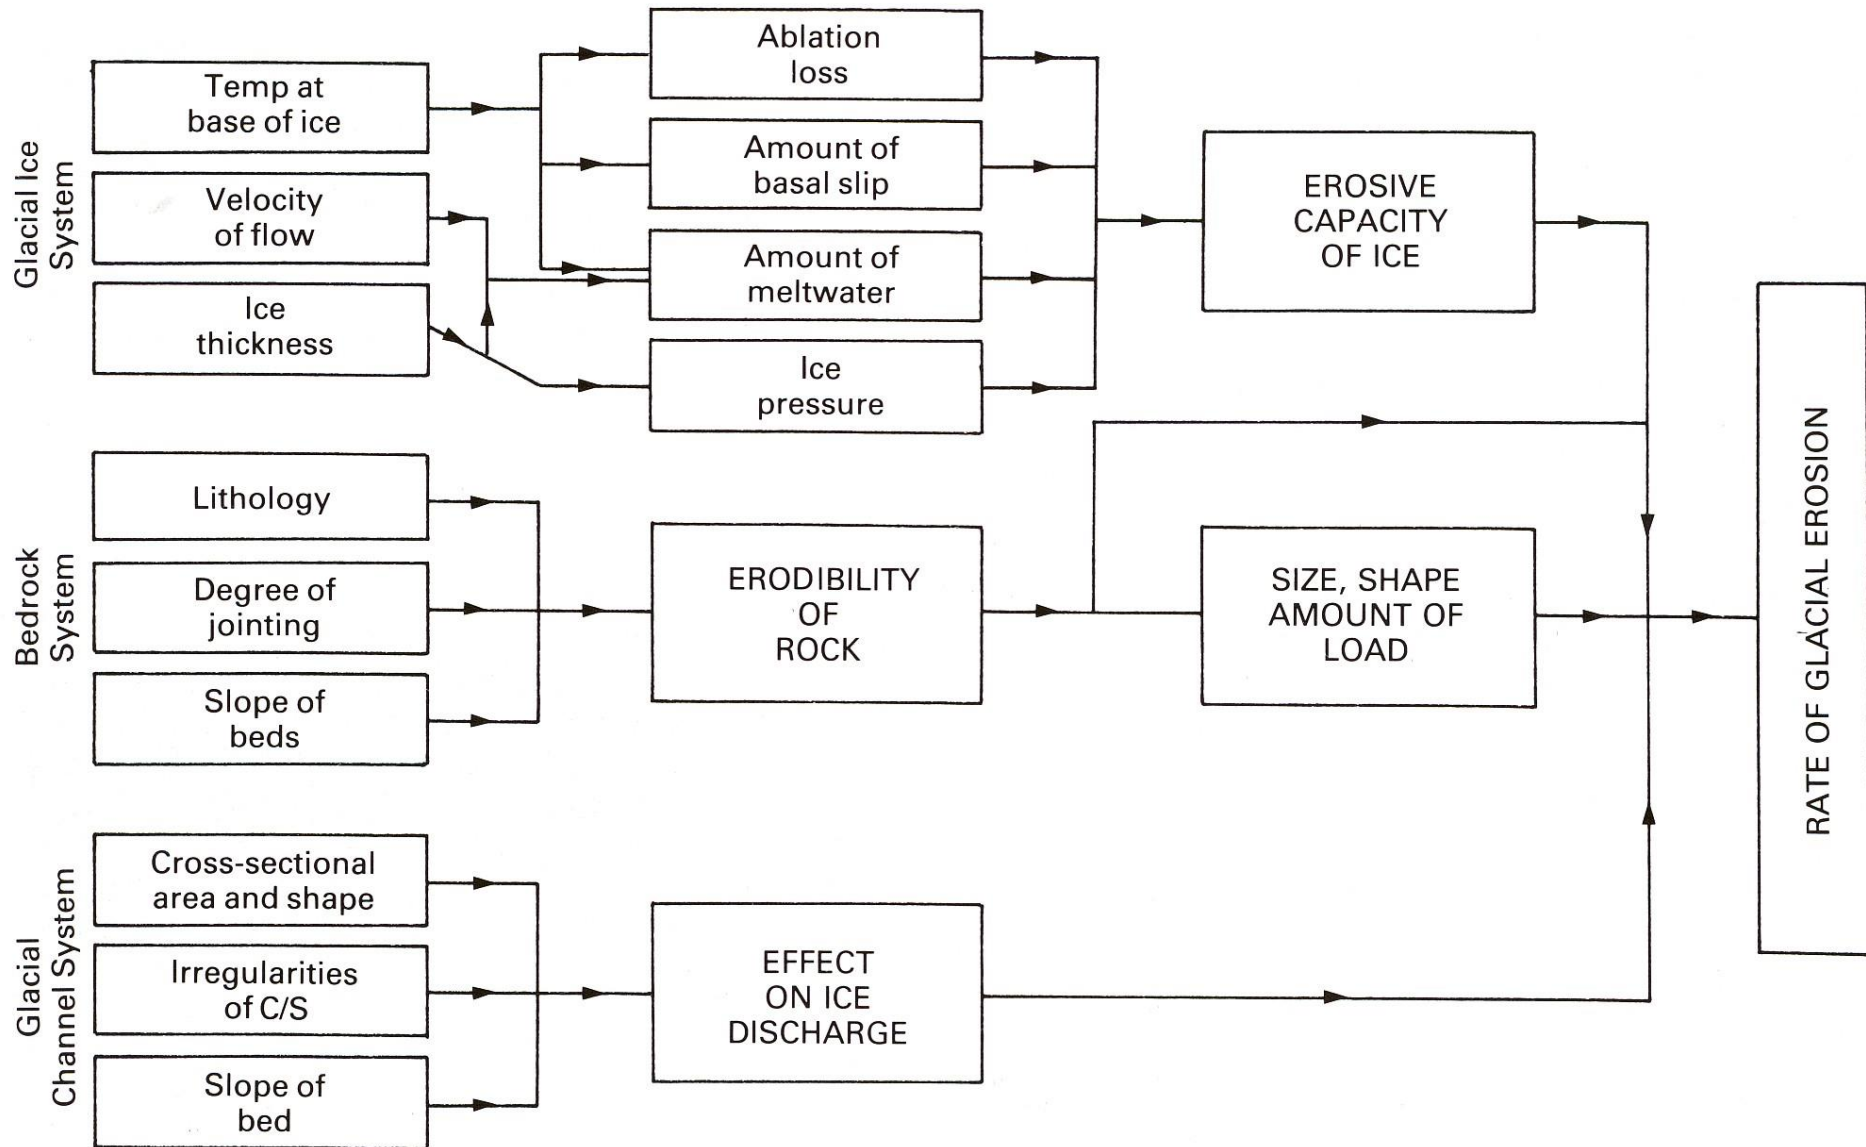 Glacial Ice
System
Temp at
base of ice
Velocity
of flow
Ice
thickness
Ablation
loss
Amount of
basal slip
Amount of
meltwater
Ice
pressure
EROSIVE
CAPACITY
OF ICE
Bedrock
System
Lithology
Degree of
jointing
Slope of
beds
ERODIBILITY
OF
ROCK
SIZE, SHAPE
AMOUNT OF
LOAD
Glacial
Channel System
Cross-sectional
area and shape
Irregularities
of C/S
Slope of
bed
EFFECT
ON ICE
DISCHARGE
RATE OF GLACIAL EROSION